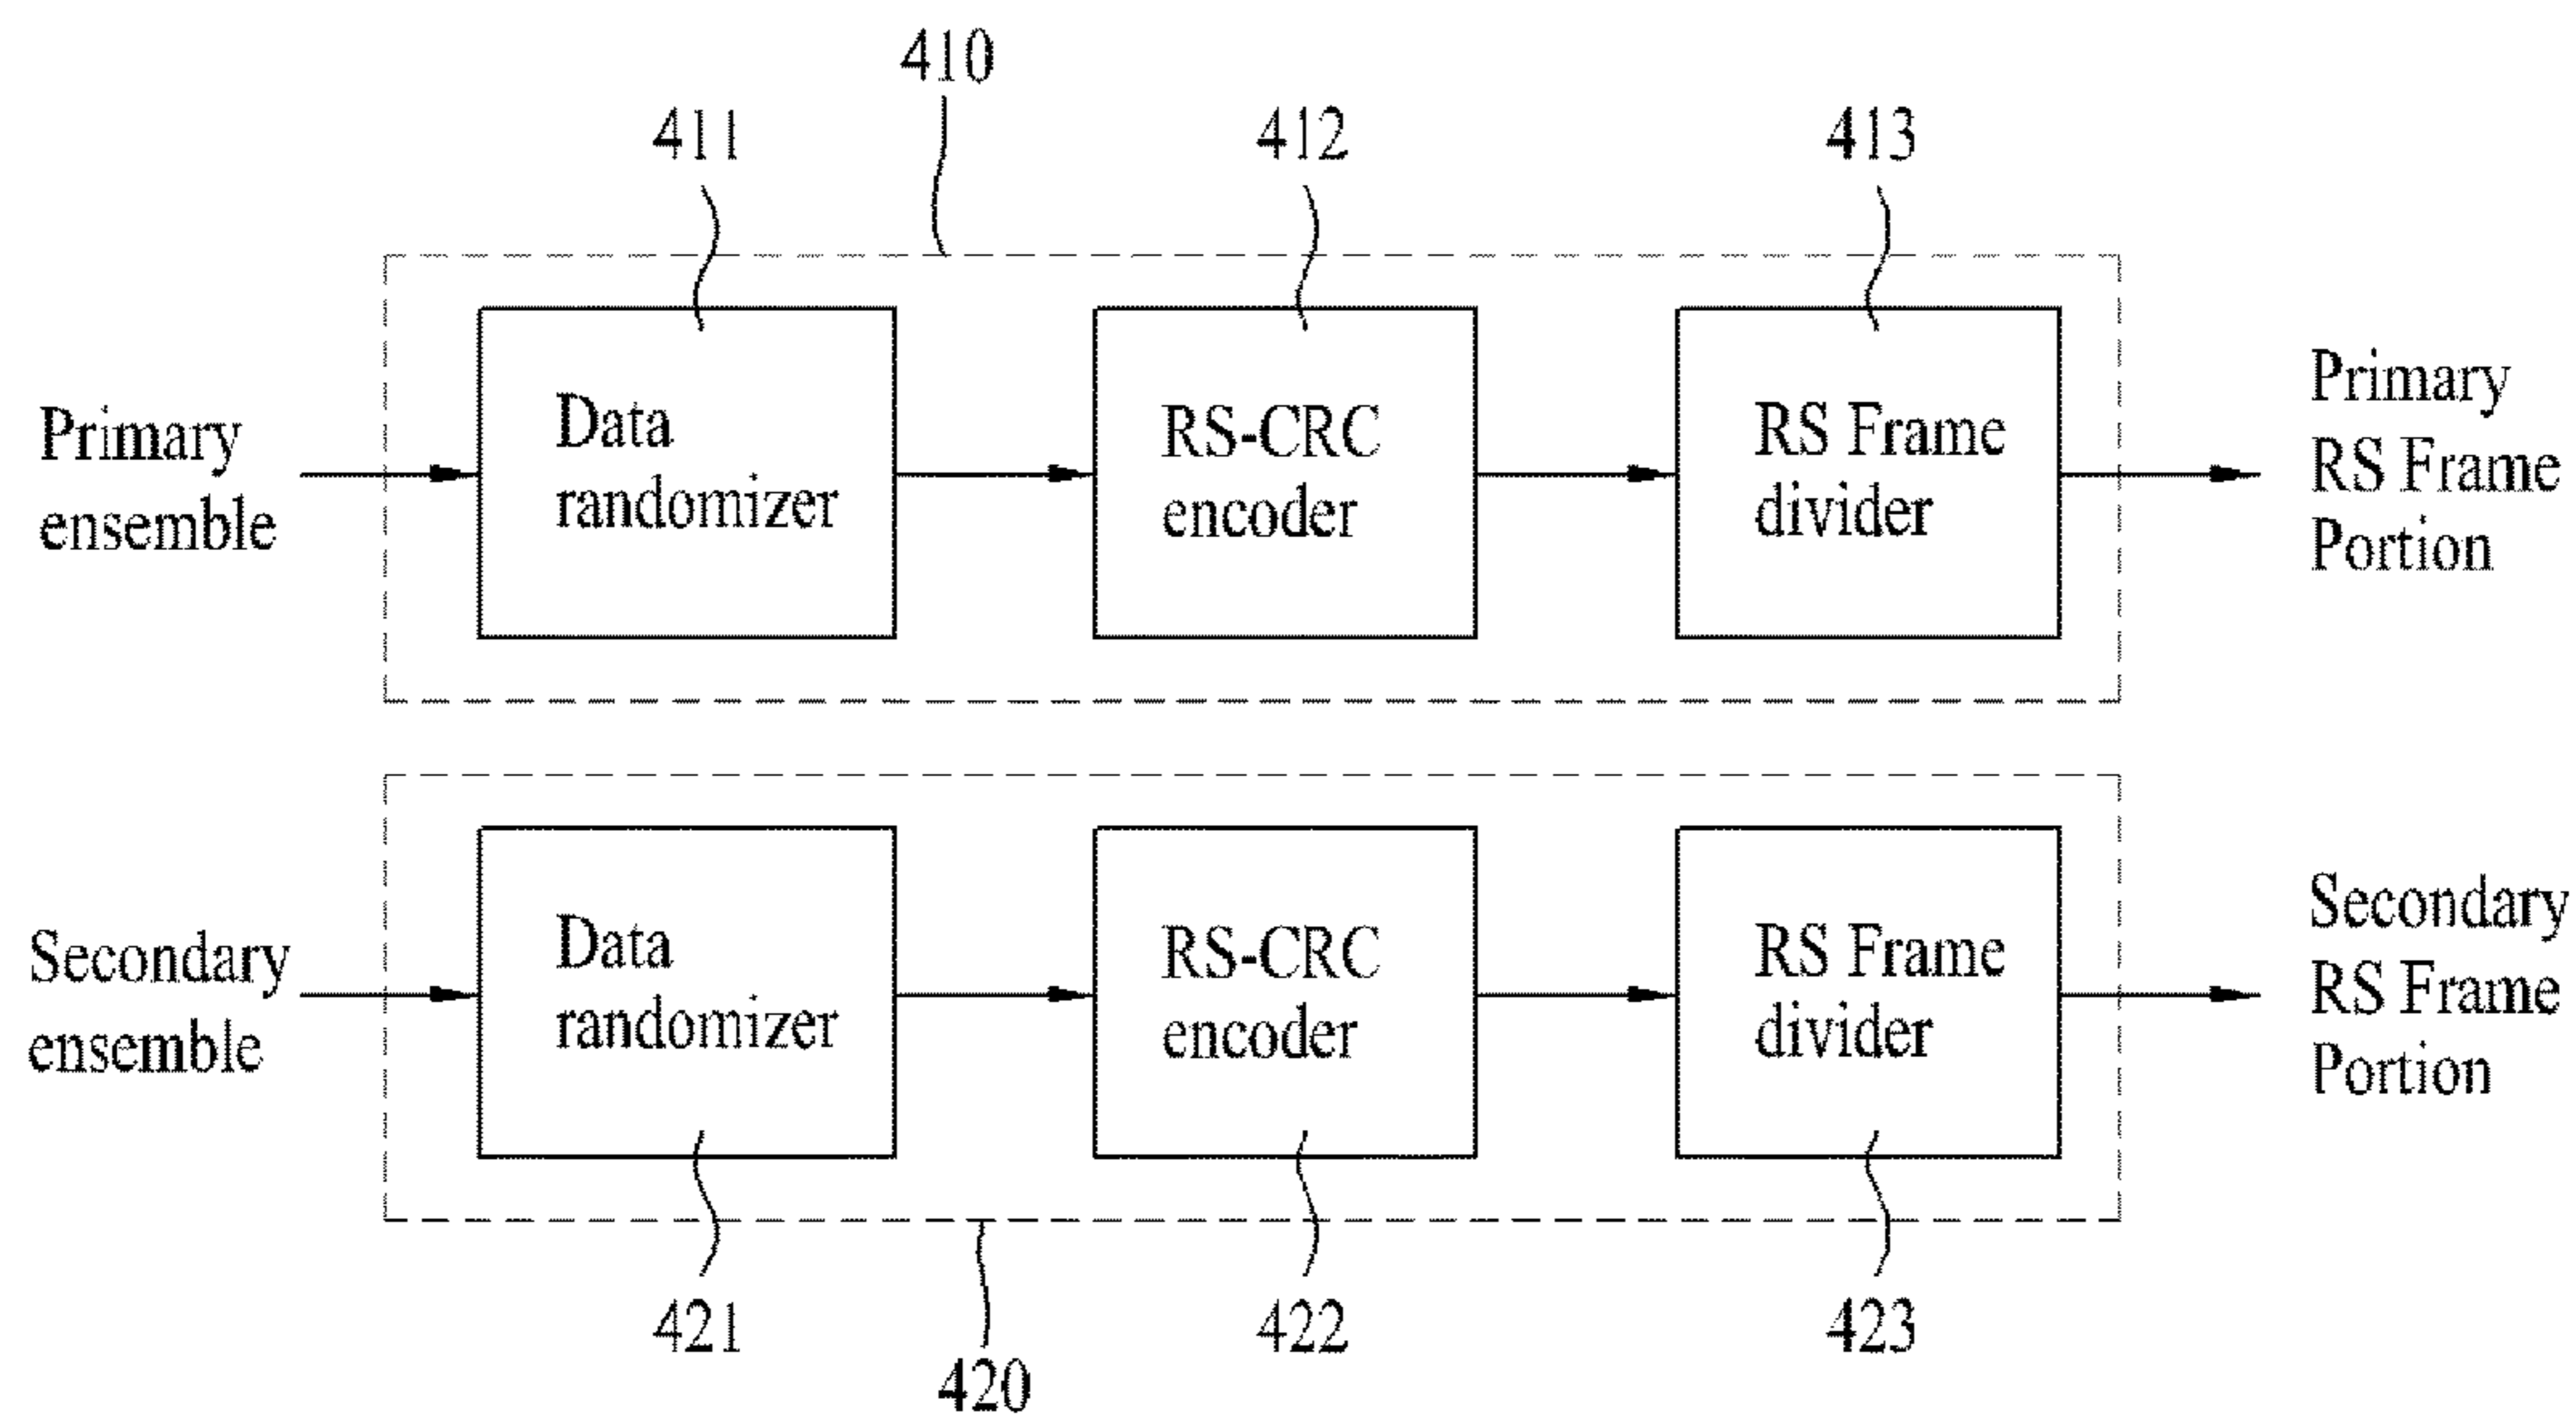 410
411
412
413
Primary
ensemble
Data
randomizer
RS-CRC
encoder
RS Frame
divider
Primary
RS Frame
Portion
Secondary
ensemble
Data
randomizer
RS-CRC
encoder
RS Frame
divider
Secondary
RS Frame
Portion
421
422
423
420